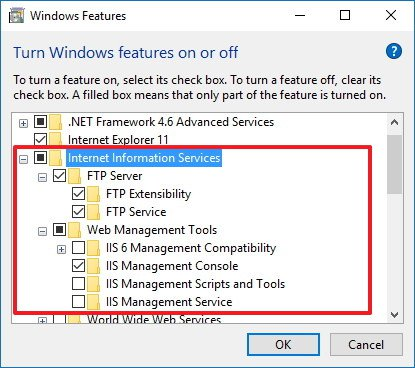 Windows Features
Turn Windows features on or off
To turn a feature on, select its check box. To turn a feature off, clear its
check box. A filled box means that only part of the feature is turned on.
.NET Framework 4.6 Advanced Services
Internet Explorer 11
Internet Information Services
FTP Server
FTP Extensibility
FTP Service
Web Management Tools
IIS 6 Management Compatibility
IIS Management Console
IIS Management Scripts and Tools
IIS Management Service
World Wide Web Services
OK
Cancel